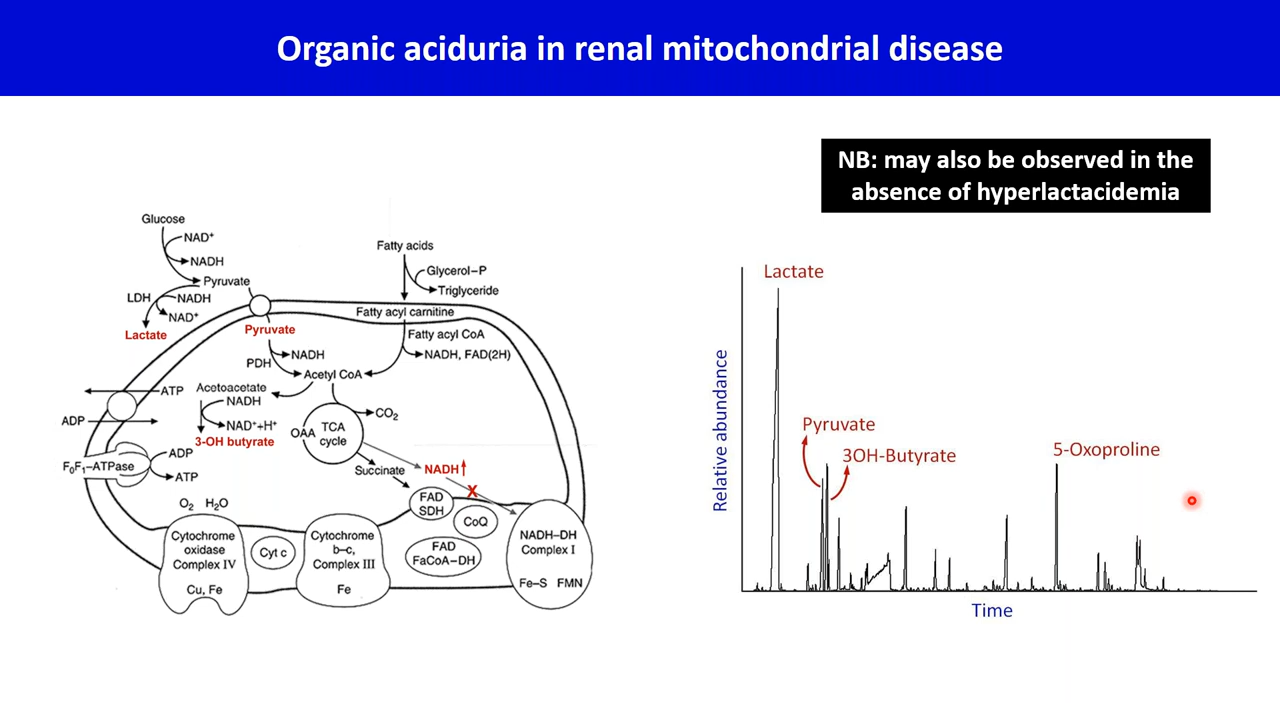 Organic aciduria in renal mitochondrial disease
NB: may also be observed in the
absence of hyperlactacidemia
Glucose
NAD⁺
NADH
Pyruvate
LDH
NADH
NAD⁺
Lactate
Pyruvate
Fatty acids
Glycerol–P
Triglyceride
Fatty acyl carnitine
Fatty acyl CoA
NADH, FAD(2H)
PDH
NADH
Acetyl CoA
ATP
ADP
Acetoacetate
NADH
NAD⁺+H⁺
3-OH butyrate
CO₂
OAA
TCA
cycle
F₀F₁–ATPase
ADP
ATP
Succinate
NADH
X
O₂ H₂O
FAD
SDH
CoQ
Cytochrome
oxidase
Complex IV
Cu, Fe
Cyt c
Cytochrome
b–c,
Complex III
Fe
FAD
FaCoA–DH
NADH–DH
Complex I
Fe–S FMN
Lactate
Pyruvate
3OH-Butyrate
5-Oxoproline
Relative abundance
Time